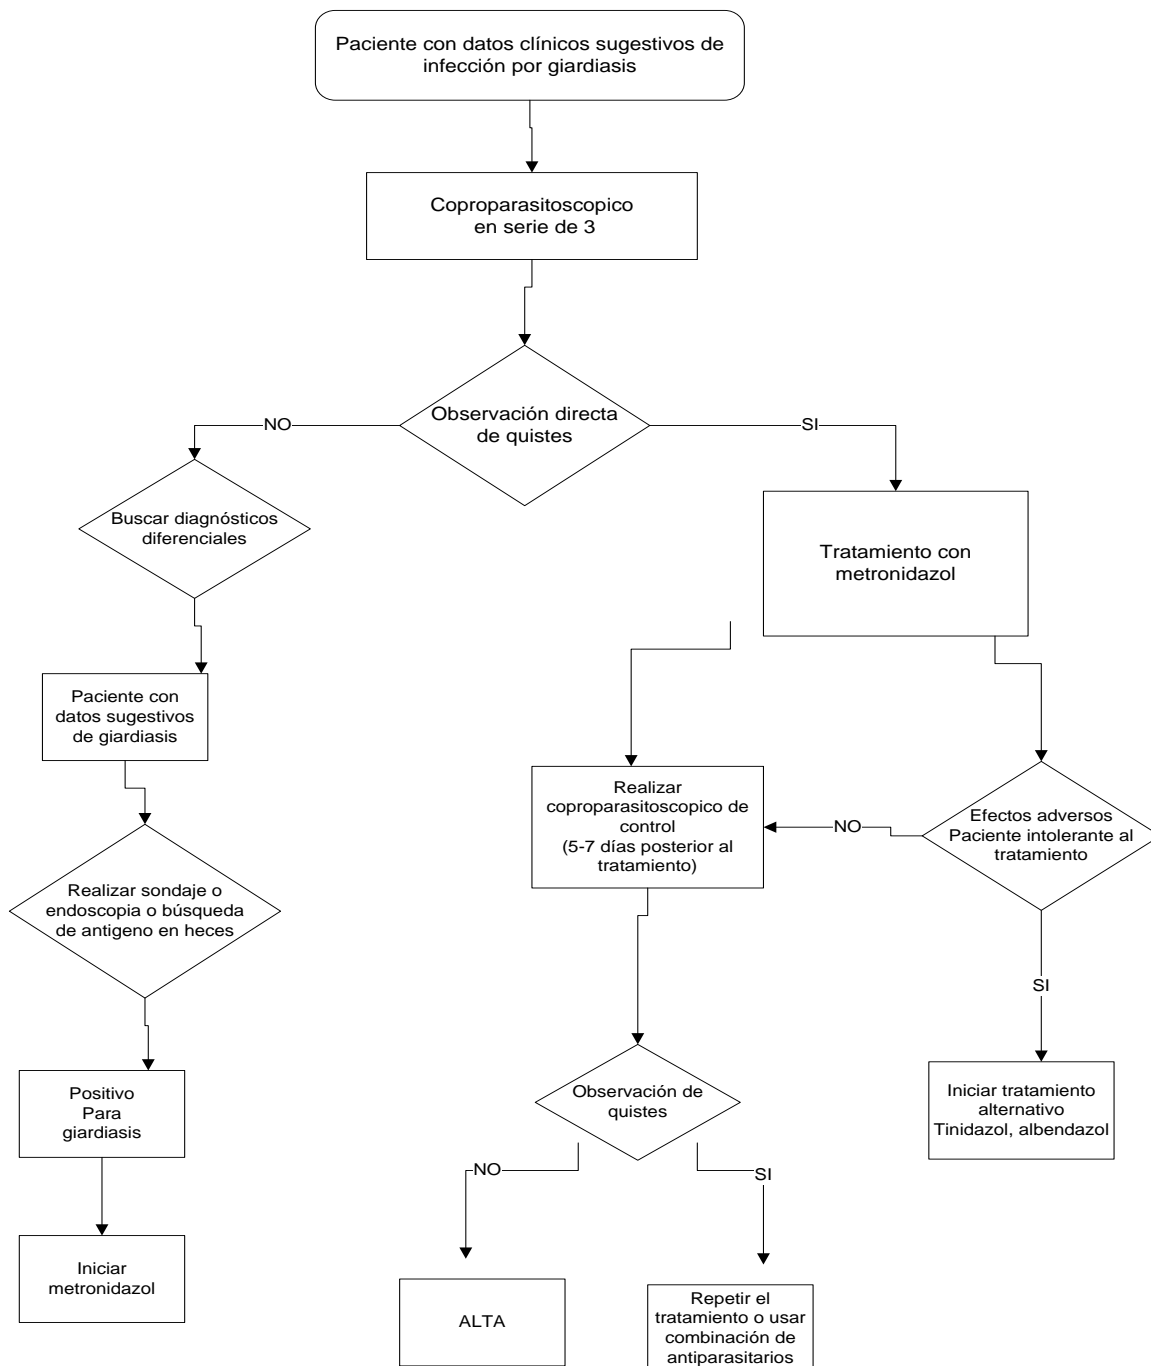 Paciente con datos clínicos sugestivos de
infección por giardiasis
Coproparasitoscopico
en serie de 3
Observación directa
de quistes
NO
SI
Buscar diagnósticos
diferenciales
Tratamiento con
metronidazol
Paciente con
datos sugestivos
de giardiasis
Realizar
coproparasitoscopico de
control
(5-7 días posterior al
tratamiento)
NO
Efectos adversos
Paciente intolerante al
tratamiento
Realizar sondaje o
endoscopia o búsqueda
de antigeno en heces
SI
Positivo
Para
giardiasis
Observación de
quistes
Iniciar tratamiento
alternativo
Tinidazol, albendazol
NO
SI
Iniciar
metronidazol
ALTA
Repetir el
tratamiento o usar
combinación de
antiparasitarios